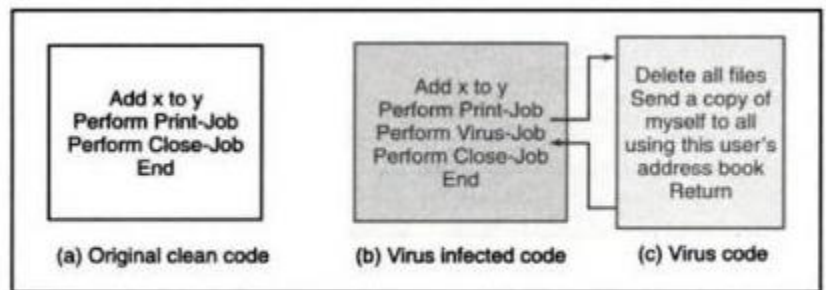 Add x to y
Perform Print-Job
Perform Close-Job
End
(a) Original clean code
Add x to y
Perform Print-Job
Perform Virus-Job
Perform Close-Job
End
(b) Virus infected code
Delete all files
Send a copy of
myself to all
using this user's
address book
Return
(c) Virus code